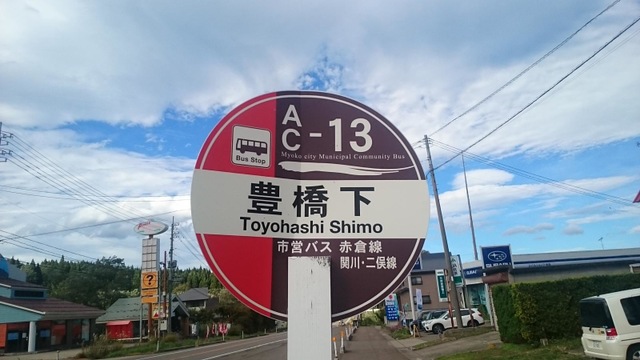 AC-13
Bus Stop
Myoko city Municipal Community Bus
豊橋下
Toyohashi Shimo
市営バス 赤倉線
関川・二俣線
SUBARU
?